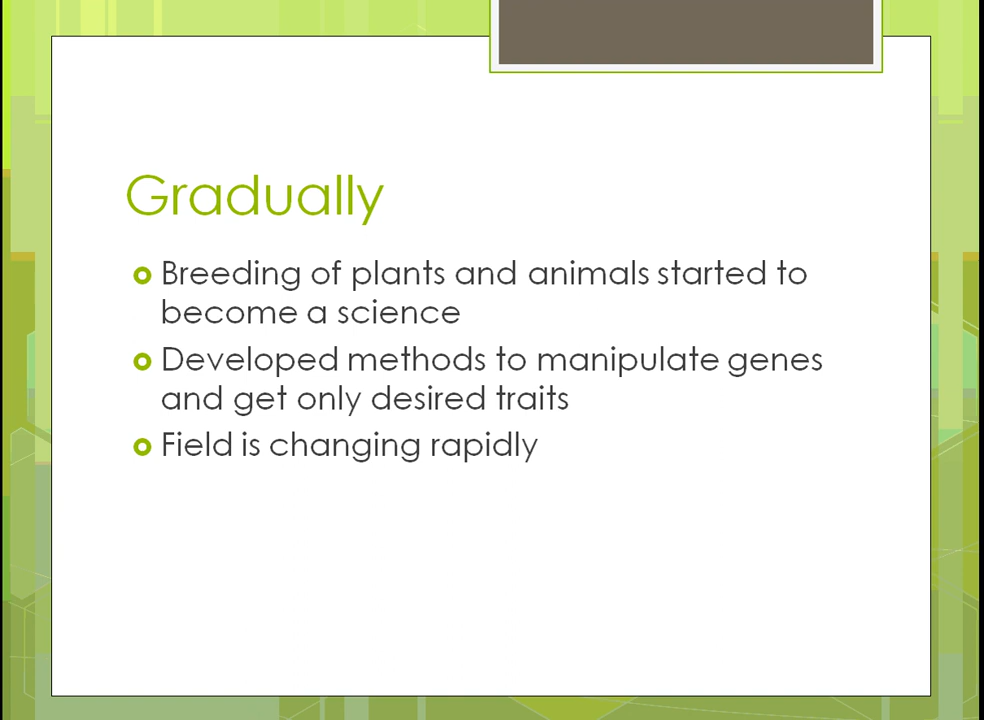 Gradually
Breeding of plants and animals started to
become a science
Developed methods to manipulate genes
and get only desired traits
Field is changing rapidly